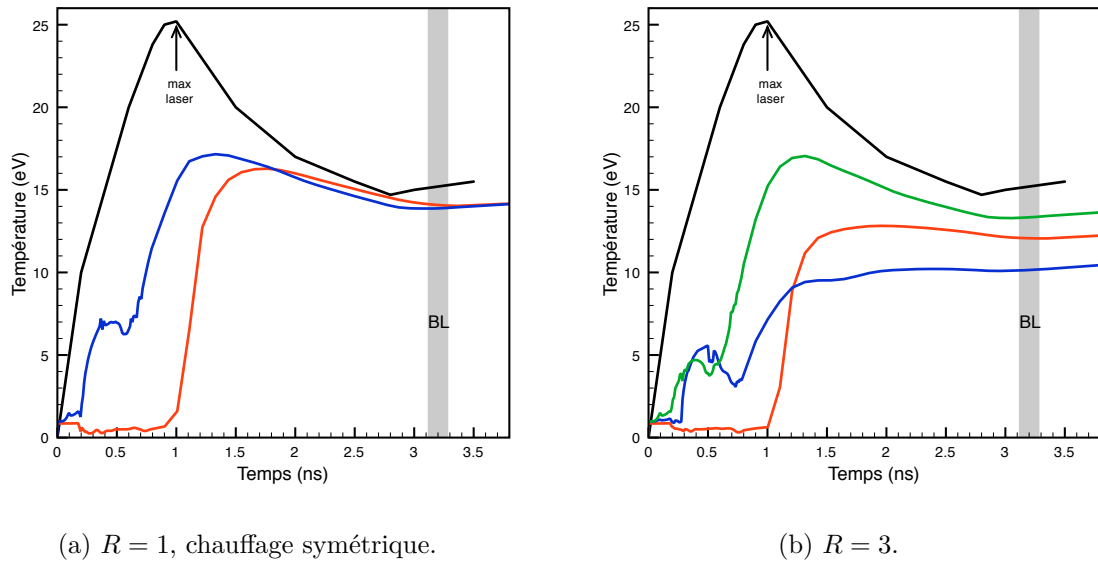 25
20
15
10
5
0
Température (eV)
max
laser
BL
0
0.5
1
1.5
2
2.5
3
3.5
Temps (ns)
(a) R = 1, chauffage symétrique.
25
20
15
10
5
0
Température (eV)
max
laser
BL
0
0.5
1
1.5
2
2.5
3
3.5
Temps (ns)
(b) R = 3.